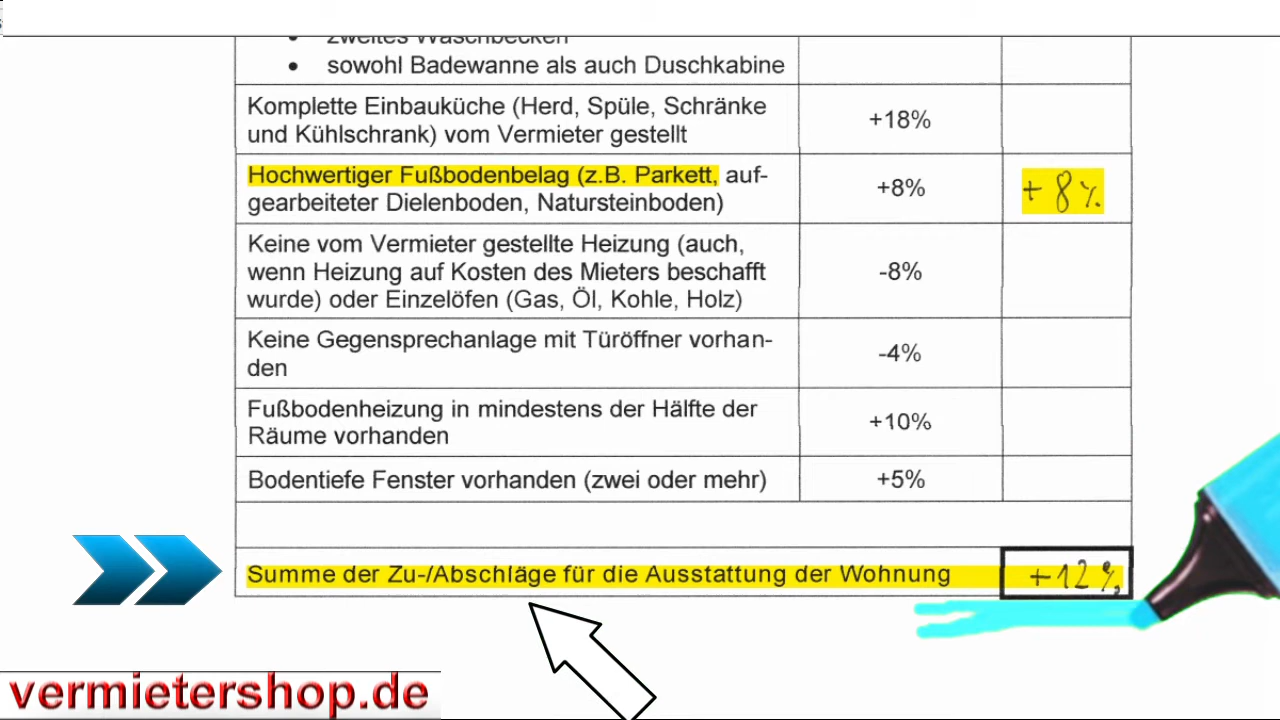 zweites Waschbecken
sowohl Badewanne als auch Duschkabine
Komplette Einbauküche (Herd, Spüle, Schränke
und Kühlschrank) vom Vermieter gestellt
+18%
Hochwertiger Fußbodenbelag (z.B. Parkett, auf-
gearbeiteter Dielenboden, Natursteinboden)
+8%
+ 8%
Keine vom Vermieter gestellte Heizung (auch,
wenn Heizung auf Kosten des Mieters beschafft
wurde) oder Einzelöfen (Gas, Öl, Kohle, Holz)
-8%
Keine Gegensprechanlage mit Türöffner vorhan-
den
-4%
Fußbodenheizung in mindestens der Hälfte der
Räume vorhanden
+10%
Bodentiefe Fenster vorhanden (zwei oder mehr)
+5%
Summe der Zu-/Abschläge für die Ausstattung der Wohnung
+12%
vermietershop.de